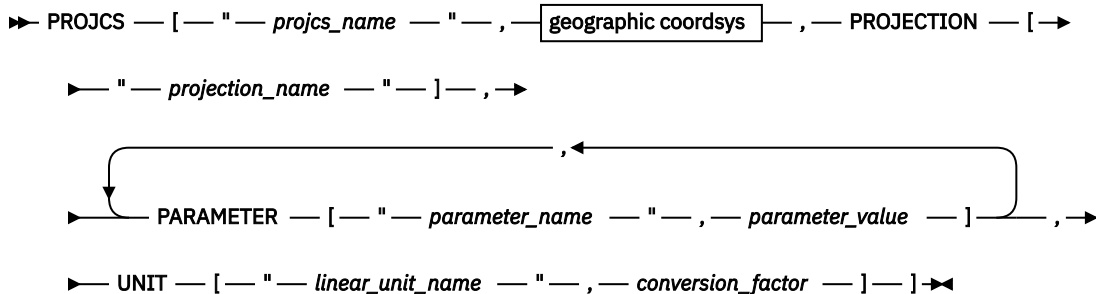 PROJCS [ " projcs_name " , geographic coordsys , PROJECTION [
" projection_name " ] ,
,
PARAMETER [ " parameter_name " , parameter_value ] ,
UNIT [ " linear_unit_name " , conversion_factor ] ]